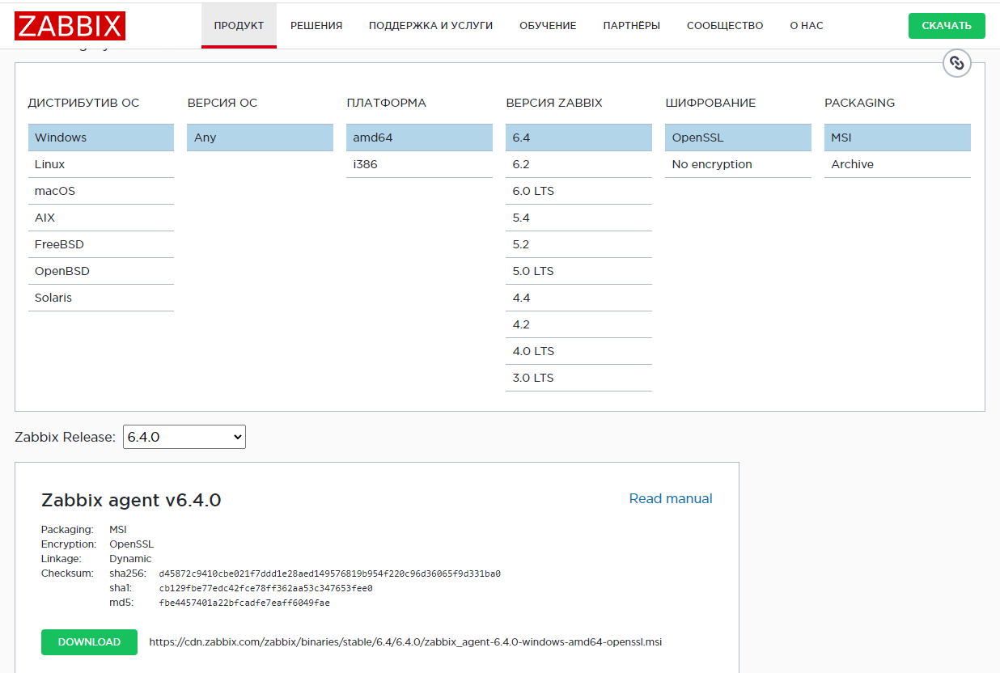 ZABBIX
ПРОДУКТ РЕШЕНИЯ ПОДДЕРЖКА И УСЛУГИ ОБУЧЕНИЕ ПАРТНЁРЫ СООБЩЕСТВО О НАС СКАЧАТЬ
ДИСТРИБУТИВ ОС ВЕРСИЯ ОС ПЛАТФОРМА ВЕРСИЯ ZABBIX ШИФРОВАНИЕ PACKAGING
Windows Any amd64 6.4 OpenSSL MSI
Linux i386 6.2 No encryption Archive
macOS 6.0 LTS
AIX 5.4
FreeBSD 5.2
OpenBSD 5.0 LTS
Solaris 4.4
4.2
4.0 LTS
3.0 LTS
Zabbix Release: 6.4.0
Zabbix agent v6.4.0 Read manual
Packaging: MSI
Encryption: OpenSSL
Linkage: Dynamic
Checksum: sha256: d45872c9410cbe021f7ddd1e28aed149576819b954f220c96d36065f9d331ba0
sha1: cb129fbe77edc42fce78ff362aa53c347653fee0
md5: fbe4457401a22bfcadfe7eaff6049fae
DOWNLOAD https://cdn.zabbix.com/zabbix/binaries/stable/6.4/6.4.0/zabbix_agent-6.4.0-windows-amd64-openssl.msi